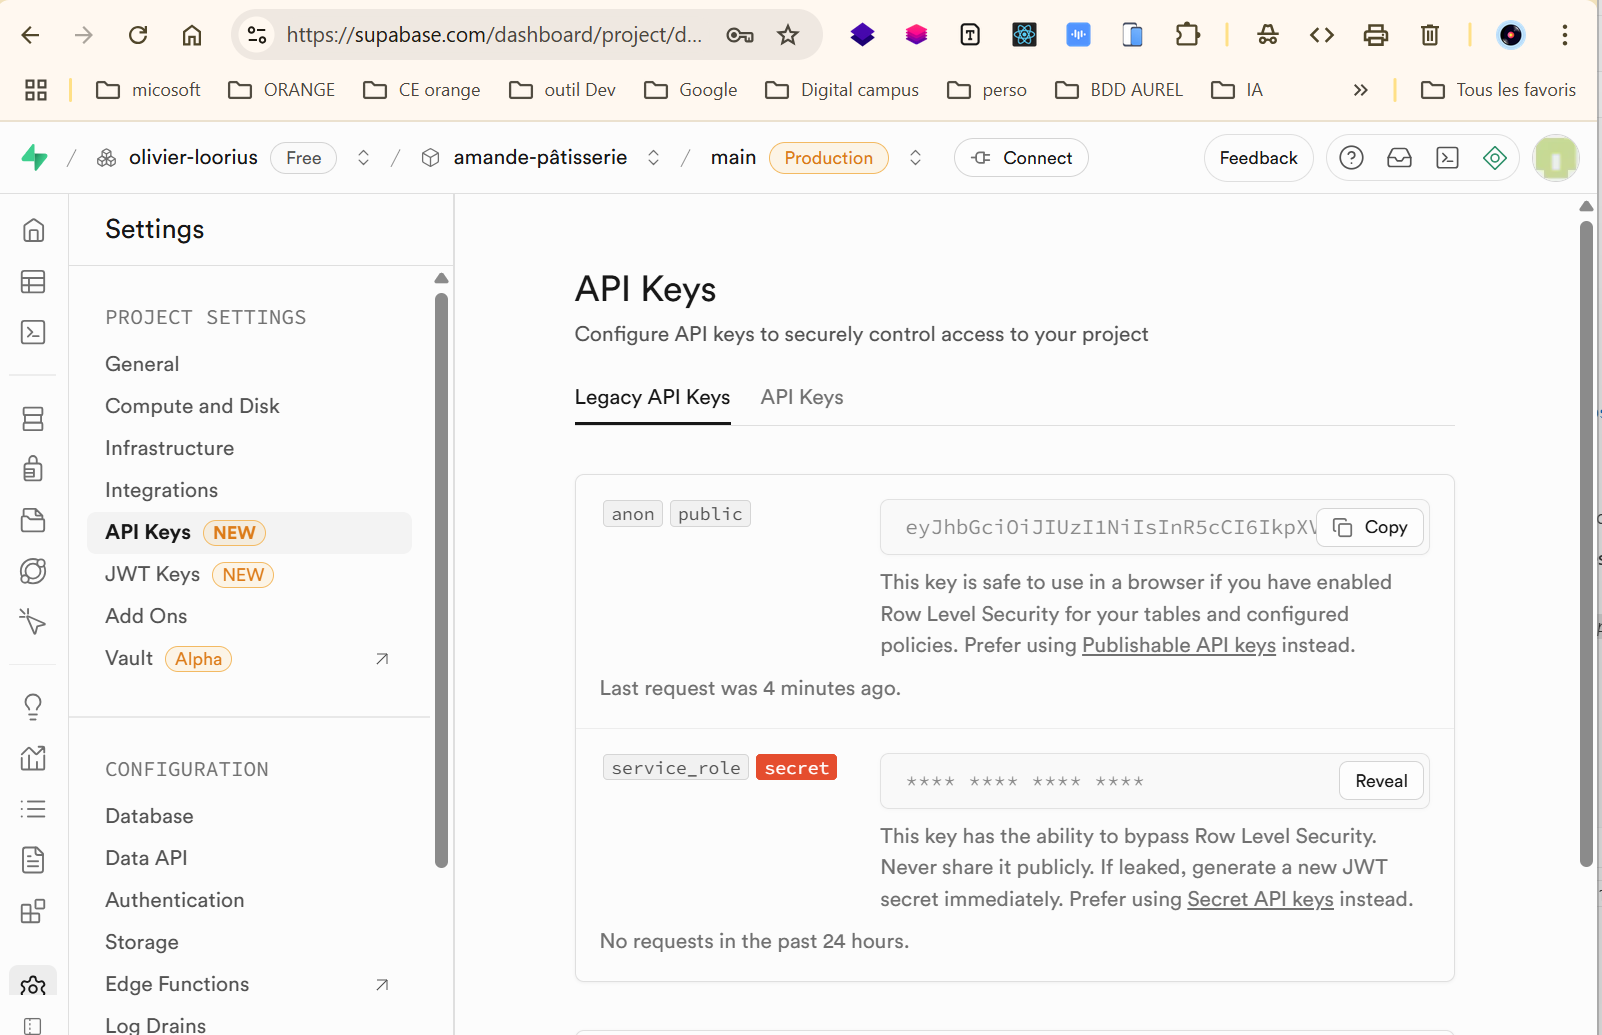 https://supabase.com/dashboard/project/d...
micosoft
ORANGE
CE orange
outil Dev
Google
Digital campus
perso
BDD AUREL
IA
»
Tous les favoris
/ olivier-loorius Free / amande-pâtisserie / main Production Connect Feedback
Settings
PROJECT SETTINGS
General
Compute and Disk
Infrastructure
Integrations
API Keys NEW
JWT Keys NEW
Add Ons
Vault Alpha
CONFIGURATION
Database
Data API
Authentication
Storage
Edge Functions
Log Drains
API Keys
Configure API keys to securely control access to your project
Legacy API Keys API Keys
anon public
eyJhbGciOiJIUzI1NiIsInR5cCI6IkpXV Copy
This key is safe to use in a browser if you have enabled
Row Level Security for your tables and configured
policies. Prefer using Publishable API keys instead.
Last request was 4 minutes ago.
service_role secret
**** **** **** **** Reveal
This key has the ability to bypass Row Level Security.
Never share it publicly. If leaked, generate a new JWT
secret immediately. Prefer using Secret API keys instead.
No requests in the past 24 hours.